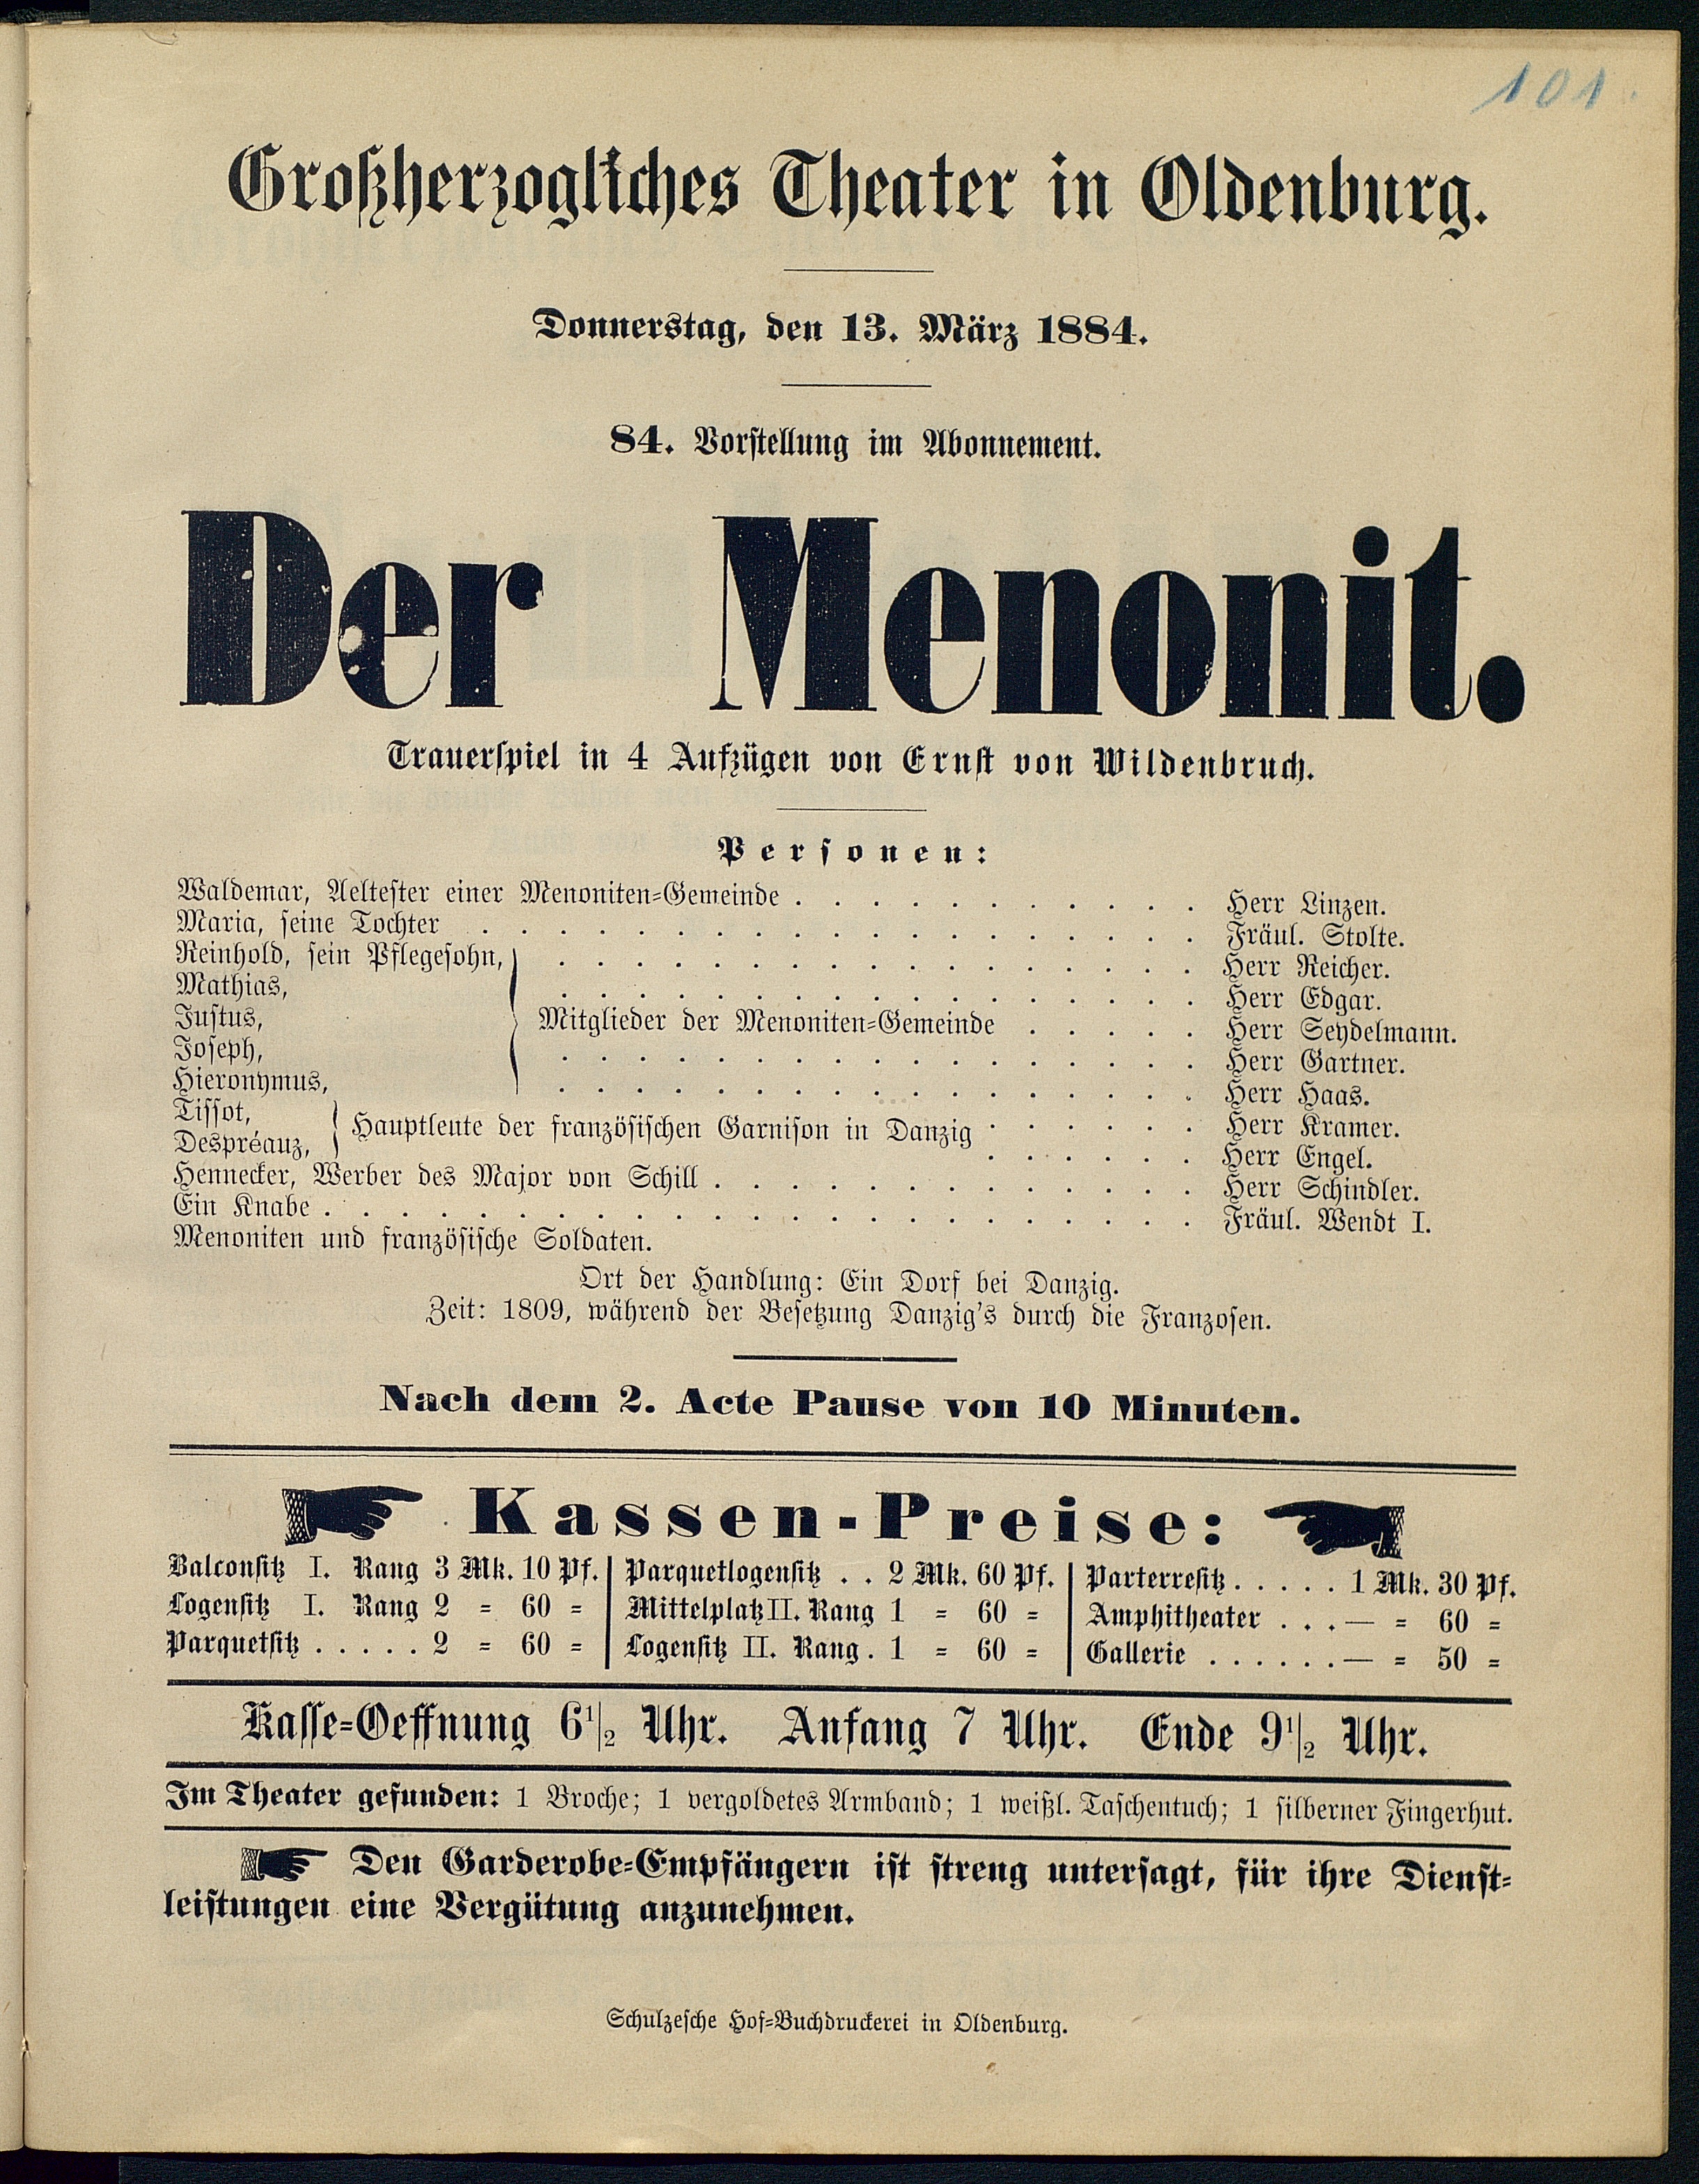 101.
Großherzogliches Theater in Oldenburg.
Donnerstag, den 13. März 1884.
84. Vorstellung im Abonnement.
Der Menonit.
Trauerspiel in 4 Aufzügen von Ernst von Wildenbruch.
Personen:
Waldemar, Aeltester einer Menoniten-Gemeinde . . . . . . . . . . . Herr Linzen.
Maria, seine Tochter . . . . . . . . . . . . . . . . . . . Fräul. Stolte.
Reinhold, sein Pflegesohn, . . . . . . . . . . . . . . . . . Herr Reicher.
Mathias, . . . . . . . . . . . . . . . . . Herr Edgar.
Justus, Mitglieder der Menoniten-Gemeinde . . . . . Herr Seydelmann.
Joseph, . . . . . . . . . . . . . . . . . Herr Gartner.
Hieronymus, . . . . . . . . . . . . . . . . . Herr Haas.
Tissot, Hauptleute der französischen Garnison in Danzig . . . . . . Herr Kramer.
Despréauz, . . . . . . Herr Engel.
Hennecker, Werber des Major von Schill . . . . . . . . . . . . . Herr Schindler.
Ein Knabe . . . . . . . . . . . . . . . . . . . . . . . Fräul. Wendt I.
Menoniten und französische Soldaten.
Ort der Handlung: Ein Dorf bei Danzig.
Zeit: 1809, während der Besetzung Danzig's durch die Franzosen.
Nach dem 2. Acte Pause von 10 Minuten.
Kassen-Preise:
Balconsitz I. Rang 3 Mk. 10 Pf. | Parquetlogensitz . . 2 Mk. 60 Pf. | Parterresitz . . . . . 1 Mk. 30 Pf.
Logensitz I. Rang 2 = 60 = | Mittelplatz II. Rang 1 = 60 = | Amphitheater . . . — = 60 =
Parquetsitz . . . . . 2 = 60 = | Logensitz II. Rang . 1 = 60 = | Gallerie . . . . . . — = 50 =
Kasse-Oeffnung 6½ Uhr. Anfang 7 Uhr. Ende 9½ Uhr.
Im Theater gefunden: 1 Broche; 1 vergoldetes Armband; 1 weißl. Taschentuch; 1 silberner Fingerhut.
Den Garderobe-Empfängern ist streng untersagt, für ihre Dienst-
leistungen eine Vergütung anzunehmen.
Schulzesche Hof-Buchdruckerei in Oldenburg.